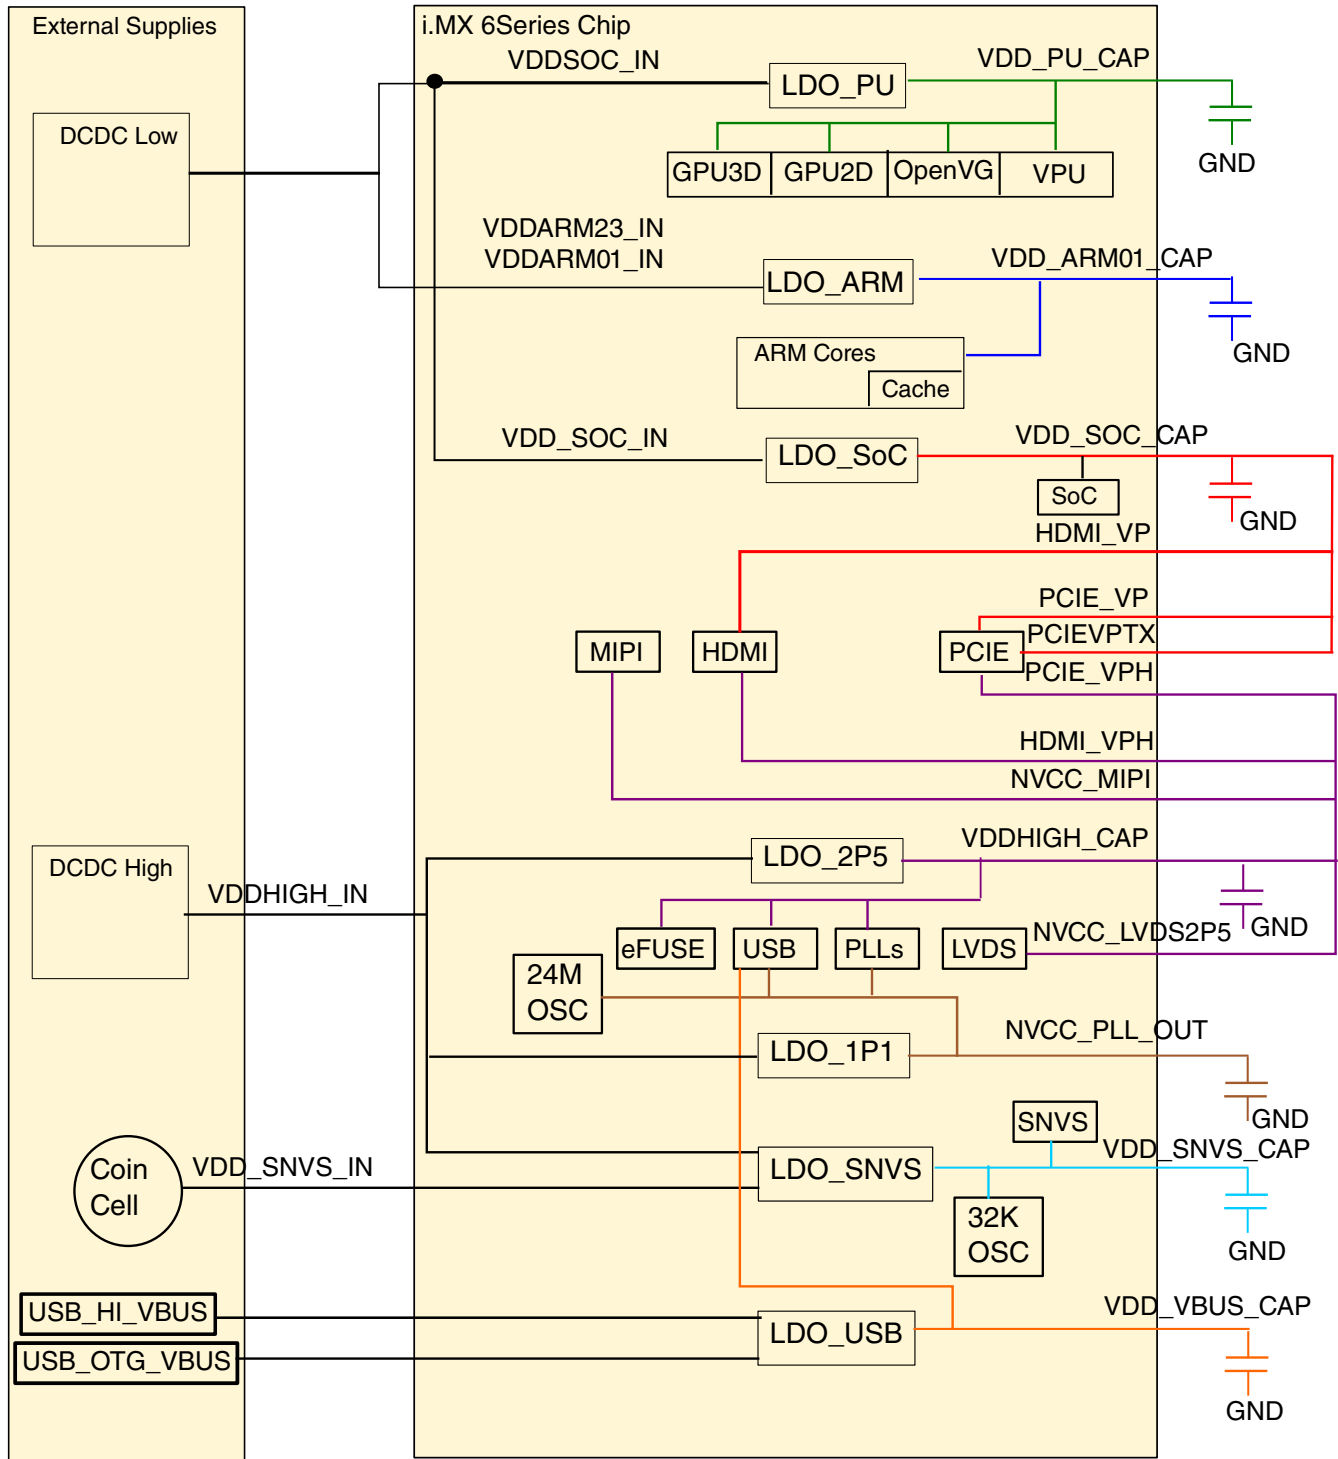 External Supplies
i.MX 6Series Chip
VDDSOC_IN
VDD_PU_CAP
LDO_PU
DCDC Low
GND
GPU3D
GPU2D
OpenVG
VPU
VDDARM23_IN
VDDARM01_IN
VDD_ARM01_CAP
LDO_ARM
GND
ARM Cores
Cache
VDD_SOC_IN
LDO_SoC
VDD_SOC_CAP
SoC
GND
HDMI_VP
PCIE_VP
PCIEVPTX
MIPI
HDMI
PCIE
PCIE_VPH
HDMI_VPH
NVCC_MIPI
VDDHIGH_CAP
LDO_2P5
DCDC High
VDDHIGH_IN
GND
NVCC_LVDS2P5
eFUSE
USB
PLLs
LVDS
24M
OSC
NVCC_PLL_OUT
LDO_1P1
GND
SNVS
VDD_SNVS_CAP
Coin
Cell
VDD_SNVS_IN
LDO_SNVS
32K
OSC
GND
USB_HI_VBUS
VDD_VBUS_CAP
LDO_USB
USB_OTG_VBUS
GND